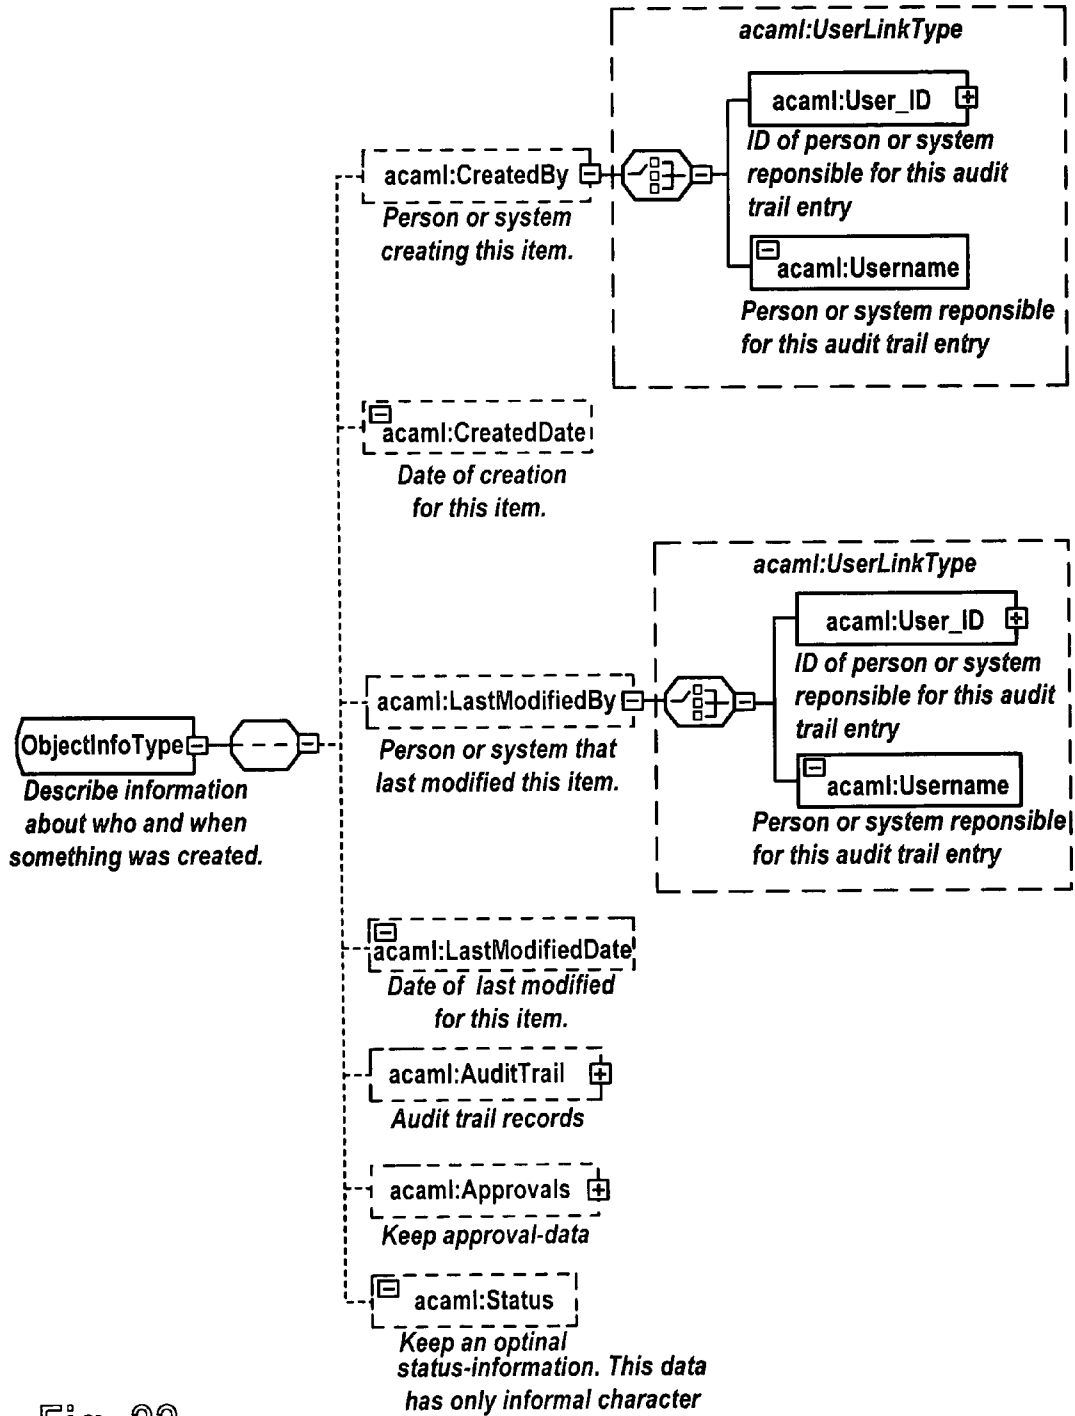 acaml:UserLinkType
acaml:User_ID
ID of person or system
reponsible for this audit
trail entry
acaml:CreatedBy
Person or system
creating this item.
acaml:Username
Person or system reponsible
for this audit trail entry
acaml:CreatedDate
Date of creation
for this item.
acaml:UserLinkType
acaml:User_ID
ID of person or system
reponsible for this audit
trail entry
acaml:LastModifiedBy
Person or system that
last modified this item.
acaml:Username
Person or system reponsible
for this audit trail entry
ObjectInfoType
Describe information
about who and when
something was created.
acaml:LastModifiedDate
Date of last modified
for this item.
acaml:AuditTrail
Audit trail records
acaml:Approvals
Keep approval-data
acaml:Status
Keep an optinal
status-information. This data
has only informal character